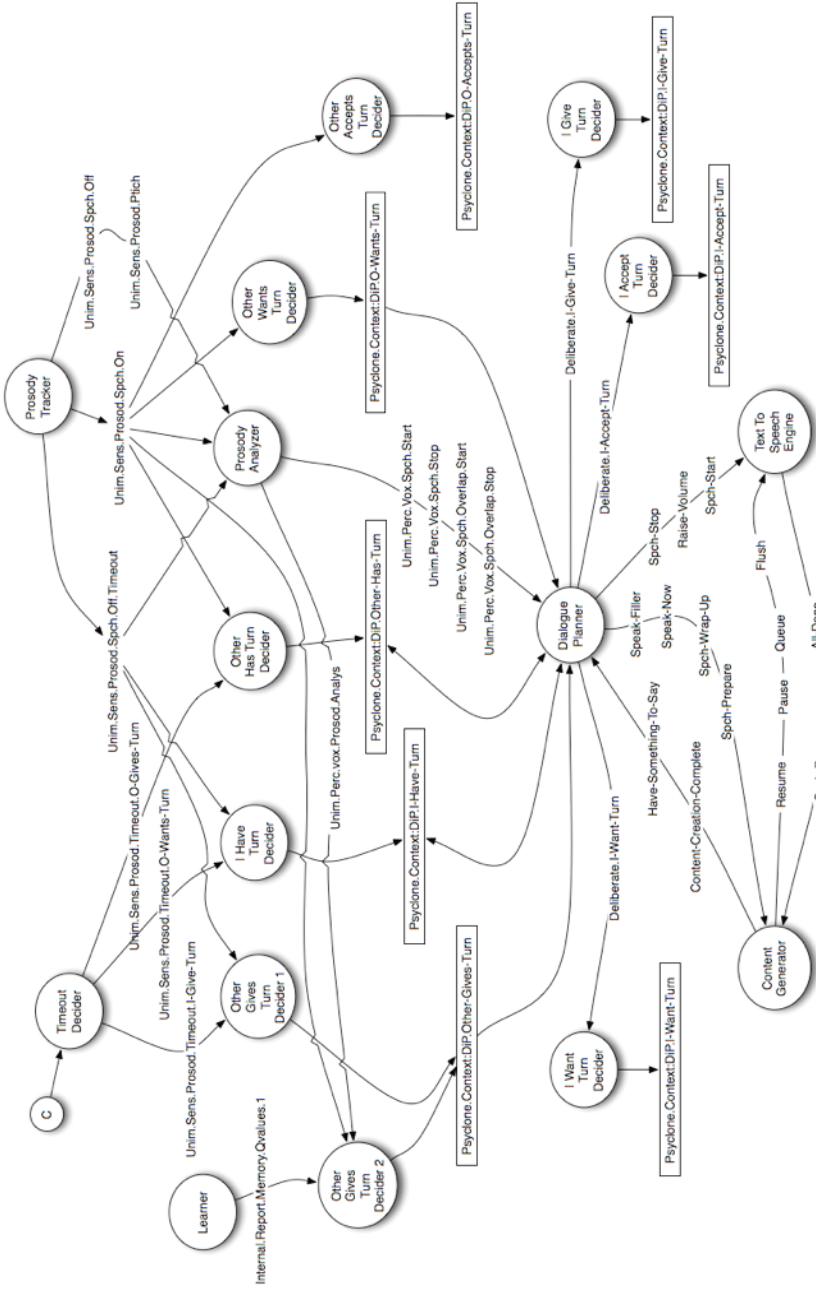 C
Timeout
Decider
Learner
Internal.Report.Memory.Qvalues.1
Unim.Sens.Prosod.Timeout.I-Give-Turn
Unim.Sens.Prosod.Timeout.O-Wants-Turn
Unim.Sens.Prosod.Timeout.O-Gives-Turn
Prosody
Tracker
Unim.Sens.Prosod.Spch.Off.Timeout
Unim.Sens.Prosod.Spch.On
Unim.Sens.Prosod.Spch.Off
Unim.Sens.Prosod.Ptich
Other
Gives
Turn
Decider 2
Other
Gives
Turn
Decider 1
I Have
Turn
Decider
Other
Has Turn
Decider
Prosody
Analyzer
Other
Wants
Turn
Decider
Other
Accepts
Turn
Decider
Unim.Perc.vox.Prosod.Analys
Psyclone.Context:DiP.Other-Gives-Turn
Psyclone.Context:DiP.I-Have-Turn
Psyclone.Context:DiP.Other-Has-Turn
Psyclone.Context:DiP.O-Wants-Turn
Psyclone.Context:DiP.O-Accepts-Turn
Unim.Perc.Vox.Spch.Start
Unim.Perc.Vox.Spch.Stop
Unim.Perc.Vox.Spch.Overlap.Start
Unim.Perc.Vox.Spch.Overlap.Stop
Dialogue
Planner
I Want
Turn
Decider
Psyclone.Context:DiP.I-Want-Turn
Deliberate.I-Want-Turn
Deliberate.I-Give-Turn
Deliberate.I-Accept-Turn
I Give
Turn
Decider
Psyclone.Context:DiP.I-Give-Turn
I Accept
Turn
Decider
Psyclone.Context:DiP.I-Accept-Turn
Have-Something-To-Say
Content-Creation-Complete
Speak-Filler
Speak-Now
Spch-Wrap-Up
Spch-Prepare
Spch-Stop
Raise-Volume
Spch-Start
Content
Generator
Resume
Pause
Queue
Flush
Text To
Speech
Engine